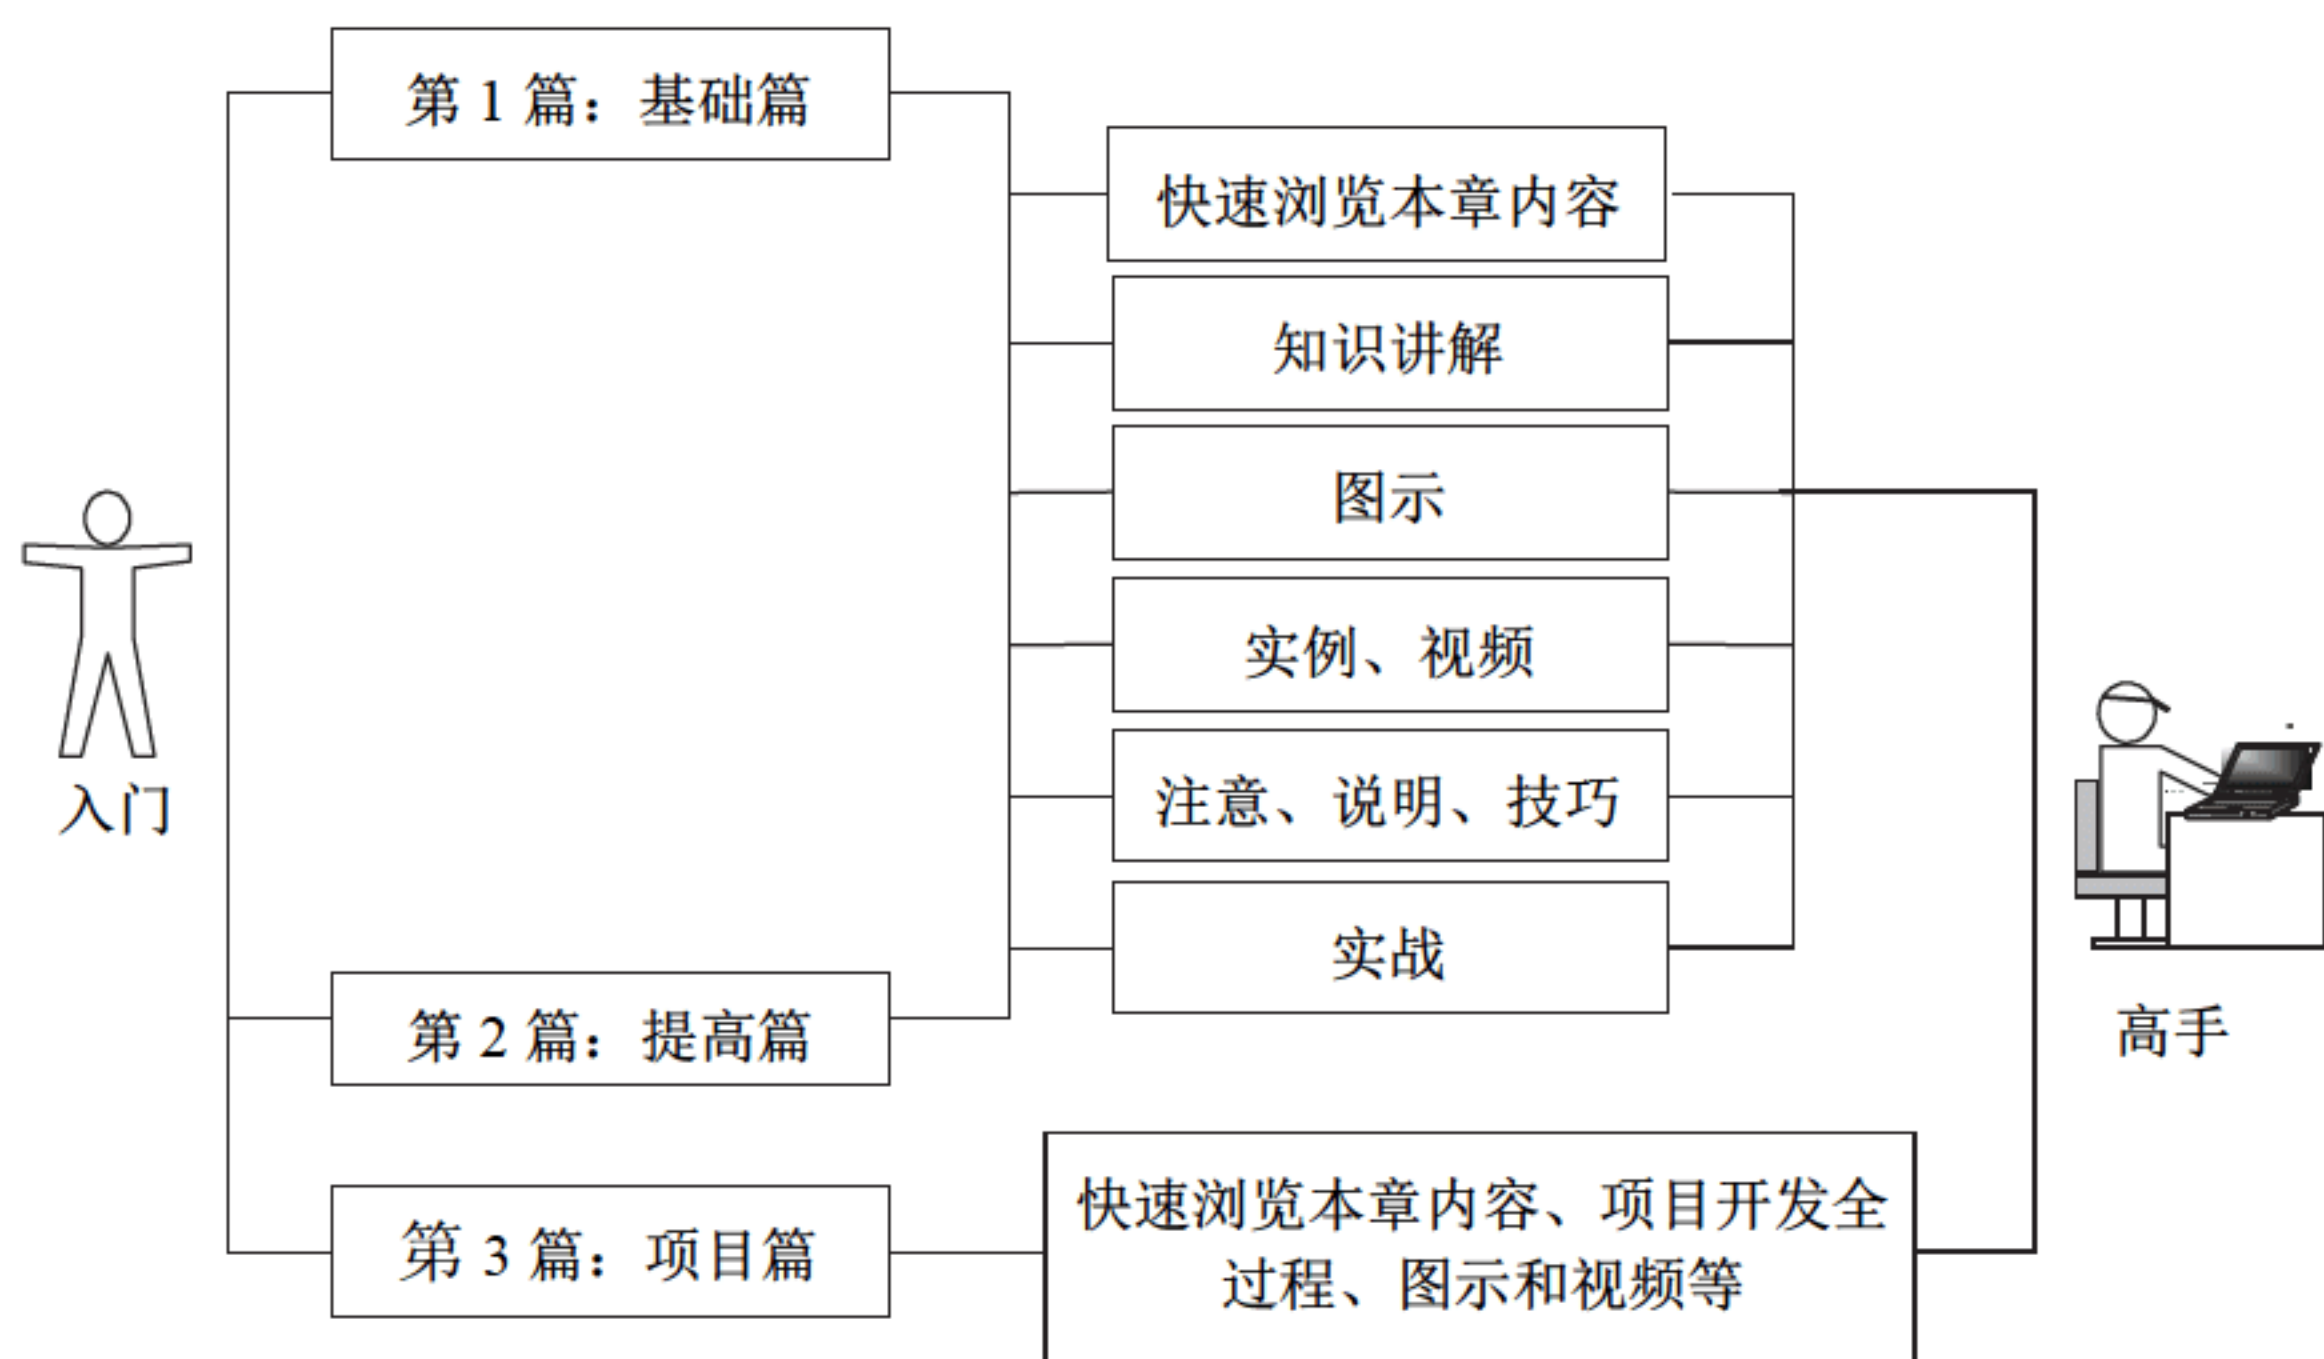 第 1 篇：基础篇
快速浏览本章内容
知识讲解
图示
实例、视频
注意、说明、技巧
实战
入门
第 2 篇：提高篇
高手
第 3 篇：项目篇
快速浏览本章内容、项目开发全
过程、图示和视频等